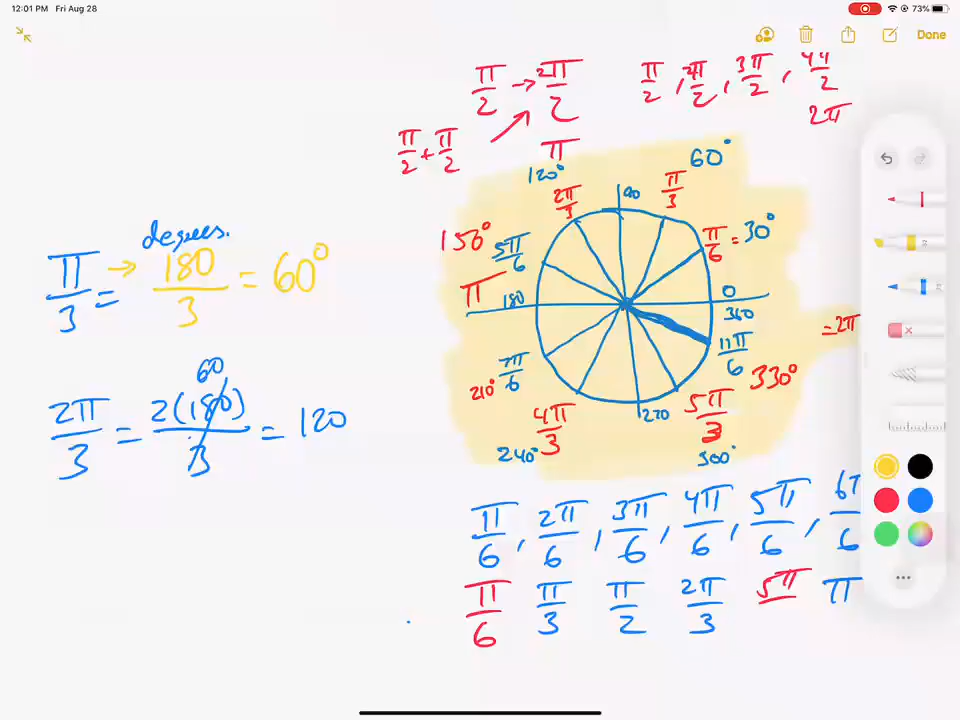 12:01 PM Fri Aug 28
73%
Done
π/2 → 2π/2
π/2 , 2π/2 , 3π/2 , 4π/2
2π
π/2 + π/2
π
120°
60°
2π/3
90
π/3
150°
5π/6
π/6 = 30°
π
180
0
360
= 2π
7π/6
11π/6
210°
330°
4π/3
5π/3
270
240°
300°
degrees.
π/3 = → 180/3 = 60°
60
2π/3 = 2(180)/3 = 120
π/6 , 2π/6 , 3π/6 , 4π/6 , 5π/6 , 6π/6
π/6 π/3 π/2 2π/3 5π π